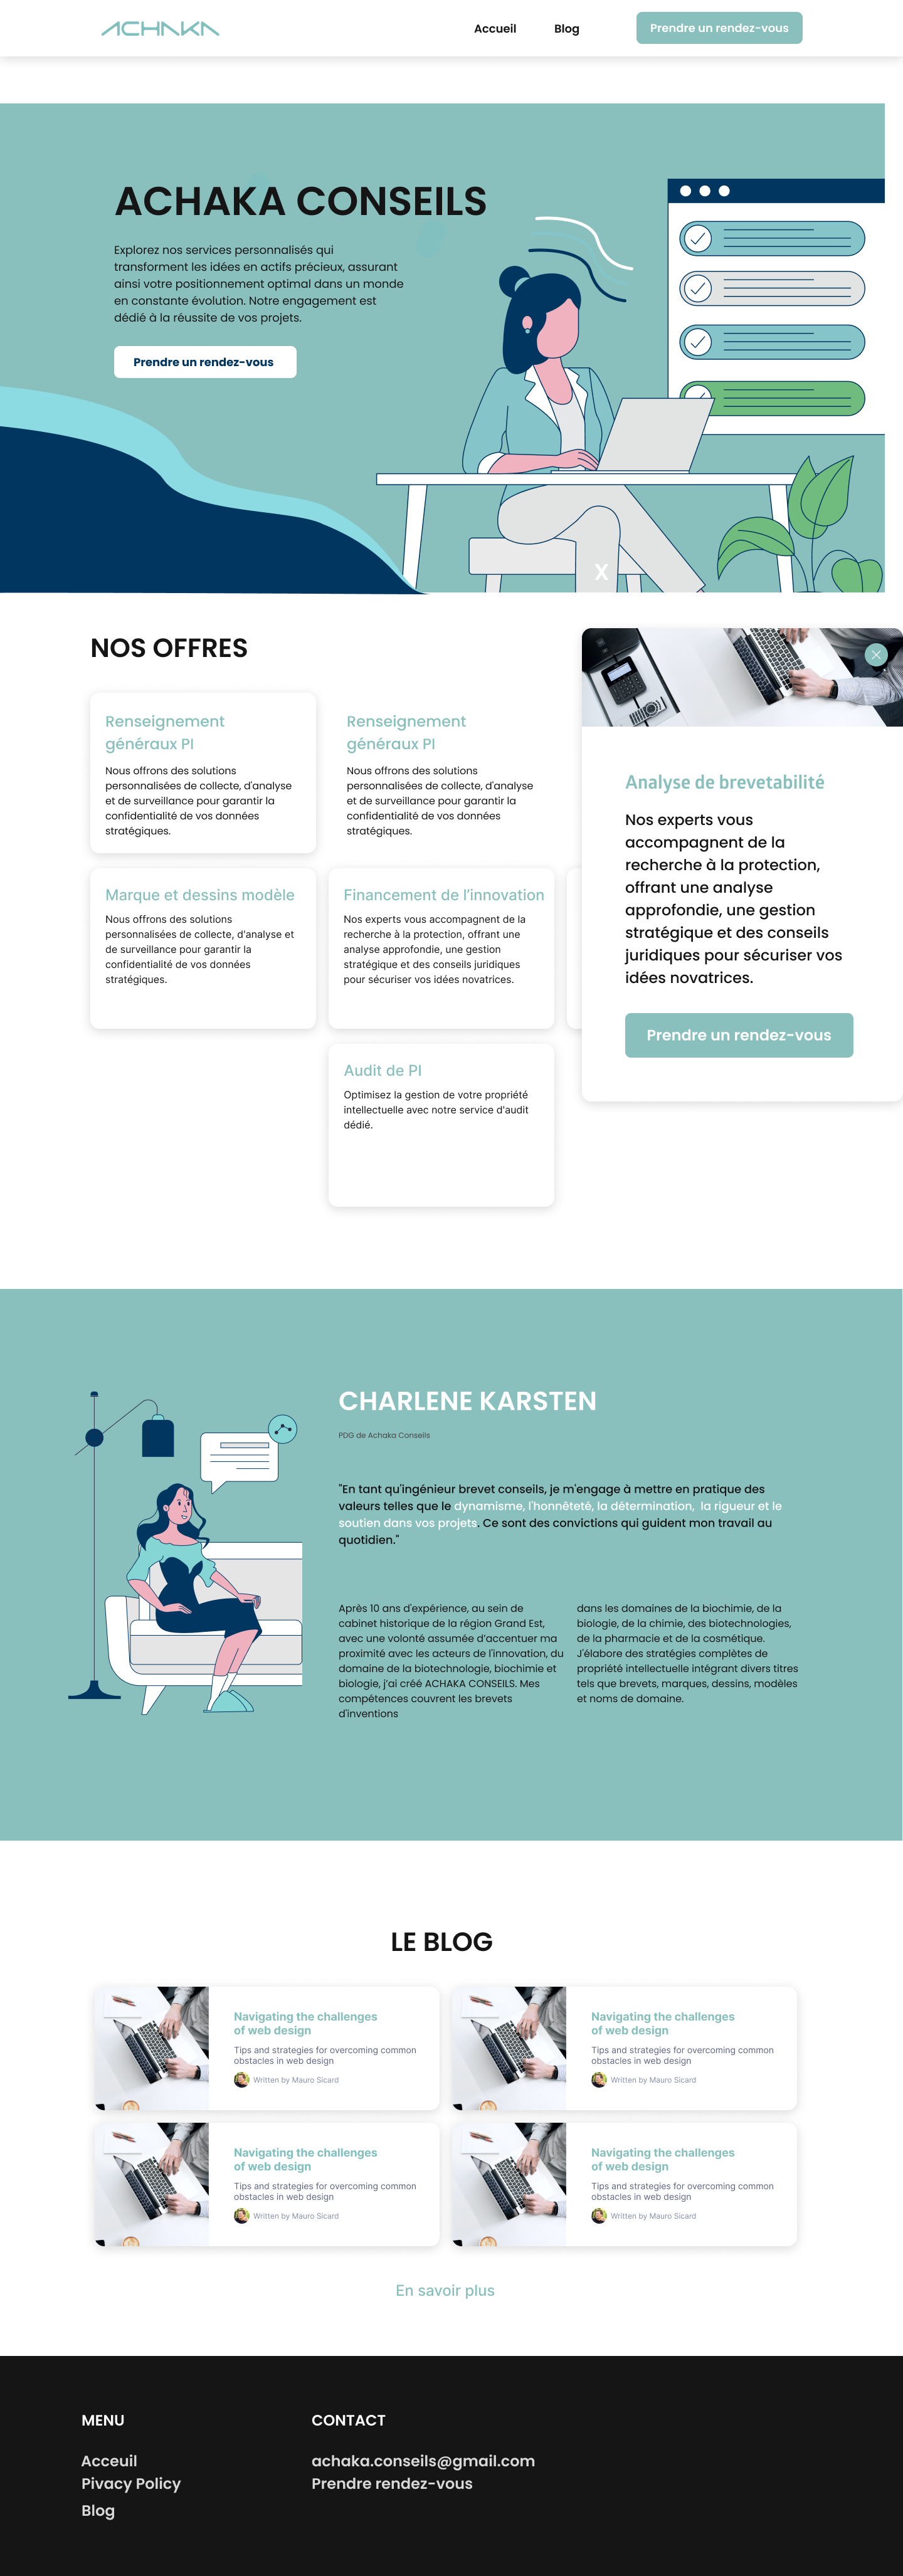 ACHAKA
Accueil
Blog
Prendre un rendez-vous
ACHAKA CONSEILS
Explorez nos services personnalisés qui
transforment les idées en actifs précieux, assurant
ainsi votre positionnement optimal dans un monde
en constante évolution. Notre engagement est
dédié à la réussite de vos projets.
Prendre un rendez-vous
X
NOS OFFRES
Renseignement
généraux PI
Nous offrons des solutions
personnalisées de collecte, d'analyse
et de surveillance pour garantir la
confidentialité de vos données
stratégiques.
Renseignement
généraux PI
Nous offrons des solutions
personnalisées de collecte, d'analyse
et de surveillance pour garantir la
confidentialité de vos données
stratégiques.
Marque et dessins modèle
Nous offrons des solutions
personnalisées de collecte, d'analyse et
de surveillance pour garantir la
confidentialité de vos données
stratégiques.
Financement de l'innovation
Nos experts vous accompagnent de la
recherche à la protection, offrant une
analyse approfondie, une gestion
stratégique et des conseils juridiques
pour sécuriser vos idées novatrices.
Audit de PI
Optimisez la gestion de votre propriété
intellectuelle avec notre service d'audit
dédié.
Analyse de brevetabilité
Nos experts vous
accompagnent de la
recherche à la protection,
offrant une analyse
approfondie, une gestion
stratégique et des conseils
juridiques pour sécuriser vos
idées novatrices.
Prendre un rendez-vous
CHARLENE KARSTEN
PDG de Achaka Conseils
"En tant qu'ingénieur brevet conseils, je m'engage à mettre en pratique des
valeurs telles que le dynamisme, l'honnêteté, la détermination, la rigueur et le
soutien dans vos projets. Ce sont des convictions qui guident mon travail au
quotidien."
Après 10 ans d'expérience, au sein de
cabinet historique de la région Grand Est,
avec une volonté assumée d'accentuer ma
proximité avec les acteurs de l'innovation, du
domaine de la biotechnologie, biochimie et
biologie, j'ai créé ACHAKA CONSEILS. Mes
compétences couvrent les brevets
d'inventions
dans les domaines de la biochimie, de la
biologie, de la chimie, des biotechnologies,
de la pharmacie et de la cosmétique.
J'élabore des stratégies complètes de
propriété intellectuelle intégrant divers titres
tels que brevets, marques, dessins, modèles
et noms de domaine.
LE BLOG
Navigating the challenges
of web design
Tips and strategies for overcoming common
obstacles in web design
Written by Mauro Sicard
Navigating the challenges
of web design
Tips and strategies for overcoming common
obstacles in web design
Written by Mauro Sicard
Navigating the challenges
of web design
Tips and strategies for overcoming common
obstacles in web design
Written by Mauro Sicard
Navigating the challenges
of web design
Tips and strategies for overcoming common
obstacles in web design
Written by Mauro Sicard
En savoir plus
MENU
Acceuil
Pivacy Policy
Blog
CONTACT
achaka.conseils@gmail.com
Prendre rendez-vous